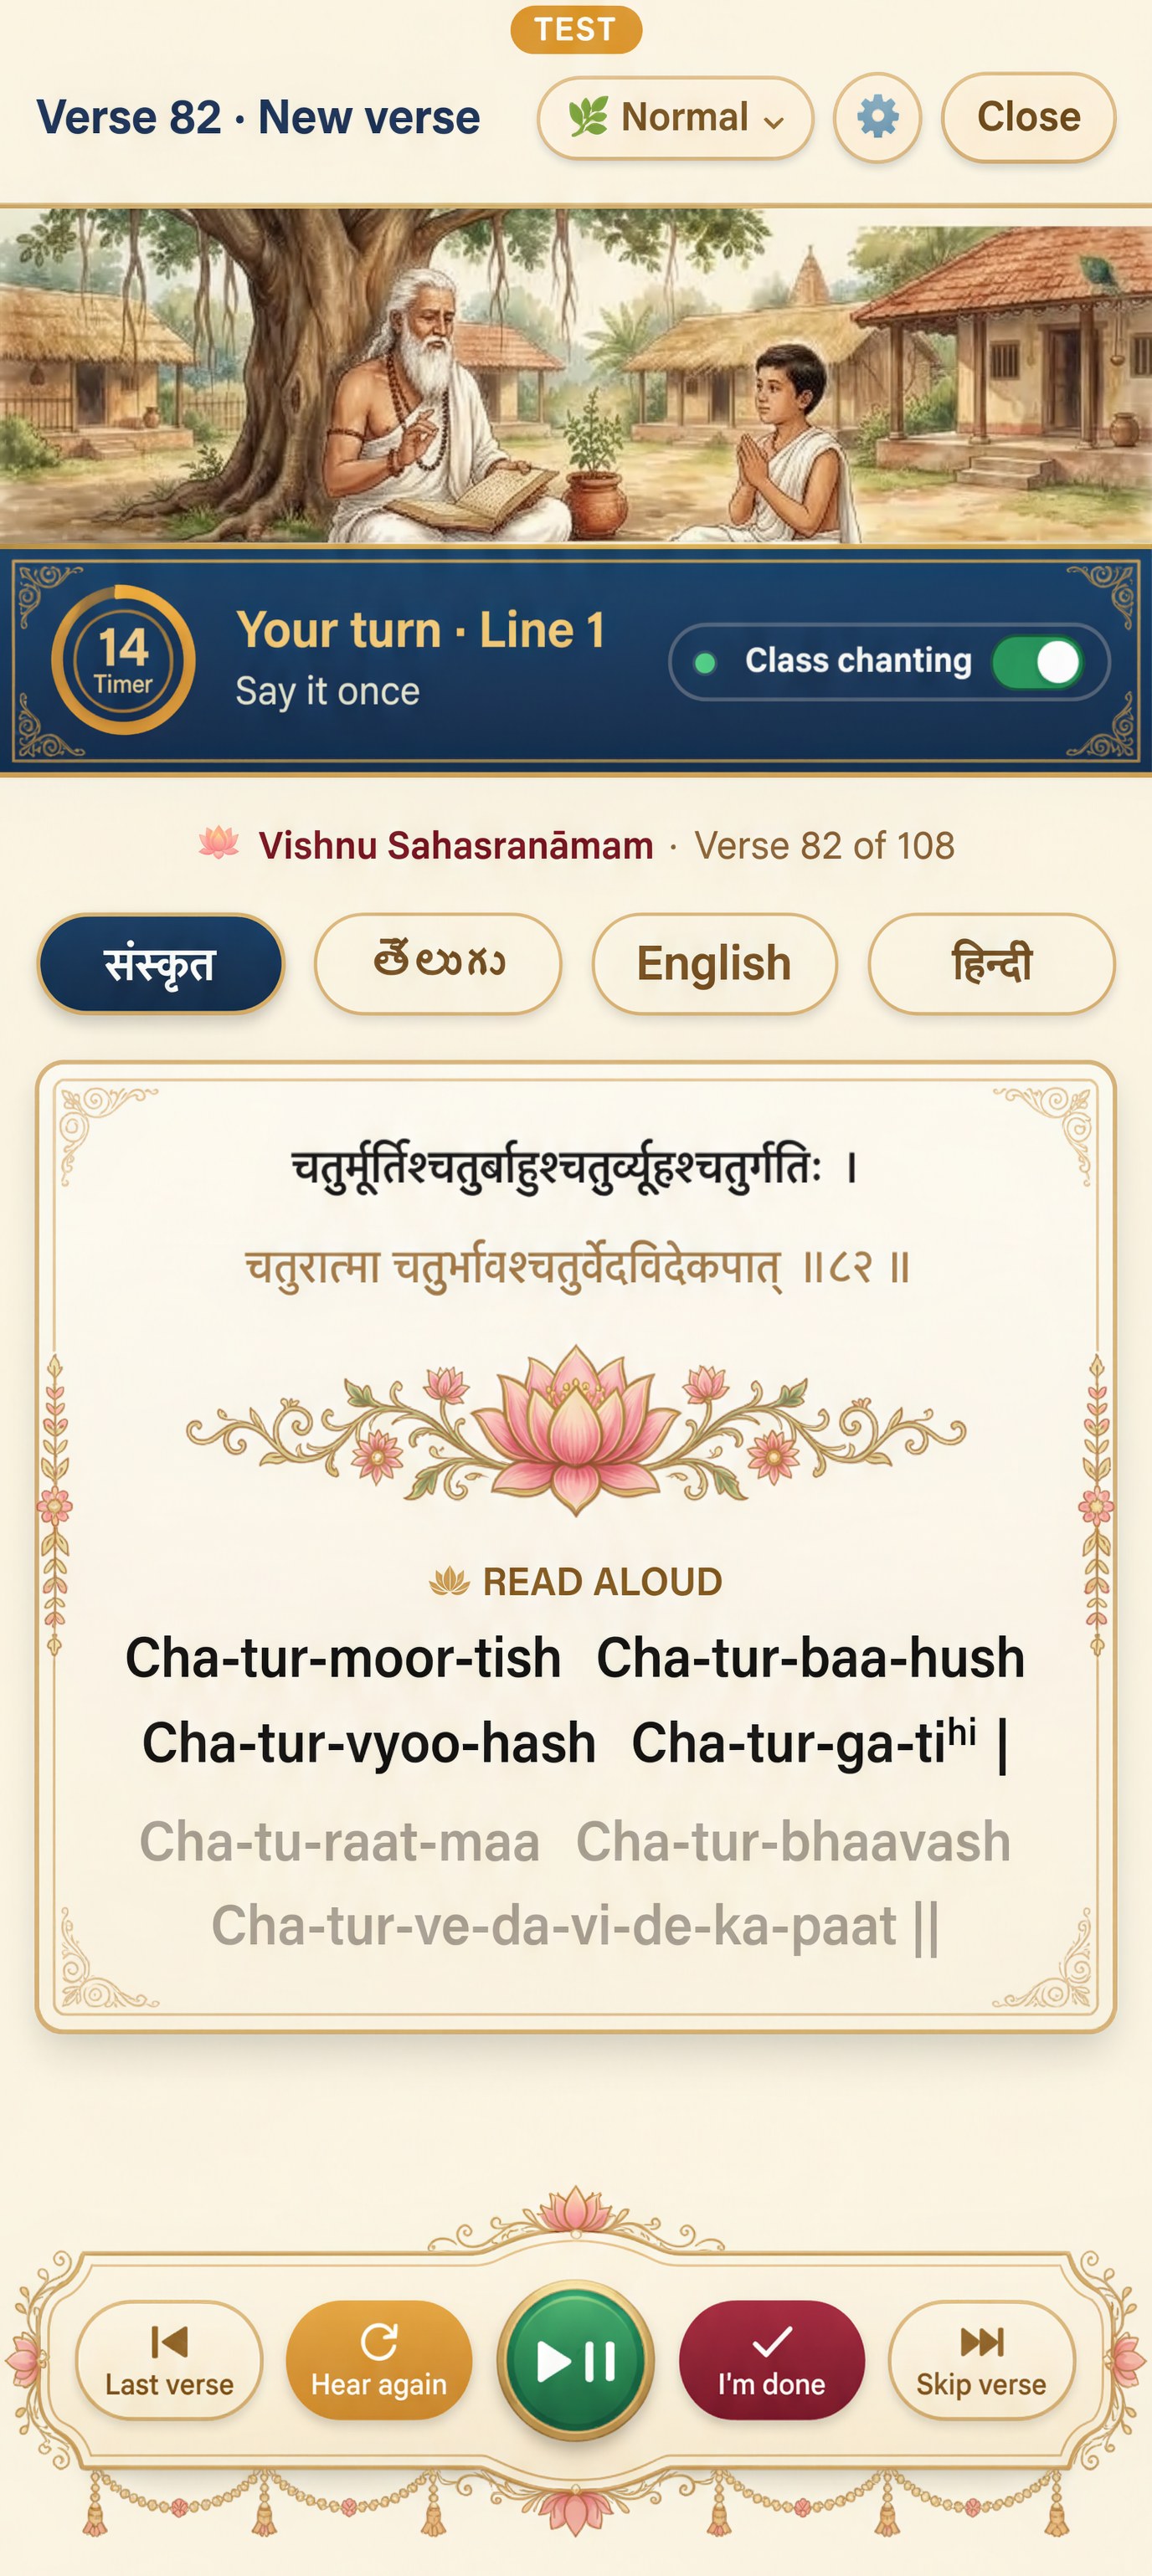 TEST
Verse 82 · New verse
🌿 Normal ⌄ ⚙️ Close
14
Timer
Your turn · Line 1
Say it once
Class chanting
Vishnu Sahasranāmam · Verse 82 of 108
संस्कृत తెలుగు English हिन्दी
चतुर्मूर्तिश्चतुर्बाहुश्चतुर्व्यूहश्चतुर्गतिः ।
चतुरात्मा चतुर्भावश्चतुर्वेदविदेकपात् ॥८२ ॥
READ ALOUD
Cha-tur-moor-tish Cha-tur-baa-hush
Cha-tur-vyoo-hash Cha-tur-ga-tiʰⁱ |
Cha-tu-raat-maa Cha-tur-bhaavash
Cha-tur-ve-da-vi-de-ka-paat ||
Last verse Hear again I'm done Skip verse